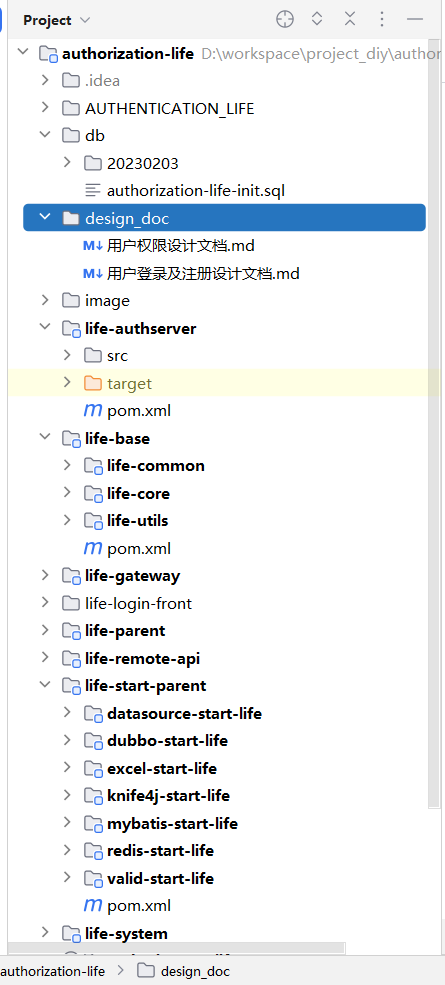 Project
authorization-life D:\workspace\project_diy\author
.idea
AUTHENTICATION_LIFE
db
20230203
authorization-life-init.sql
design_doc
M↓ 用户权限设计文档.md
M↓ 用户登录及注册设计文档.md
image
life-authserver
src
target
m pom.xml
life-base
life-common
life-core
life-utils
m pom.xml
life-gateway
life-login-front
life-parent
life-remote-api
life-start-parent
datasource-start-life
dubbo-start-life
excel-start-life
knife4j-start-life
mybatis-start-life
redis-start-life
valid-start-life
m pom.xml
life-system
authorization-life > design_doc